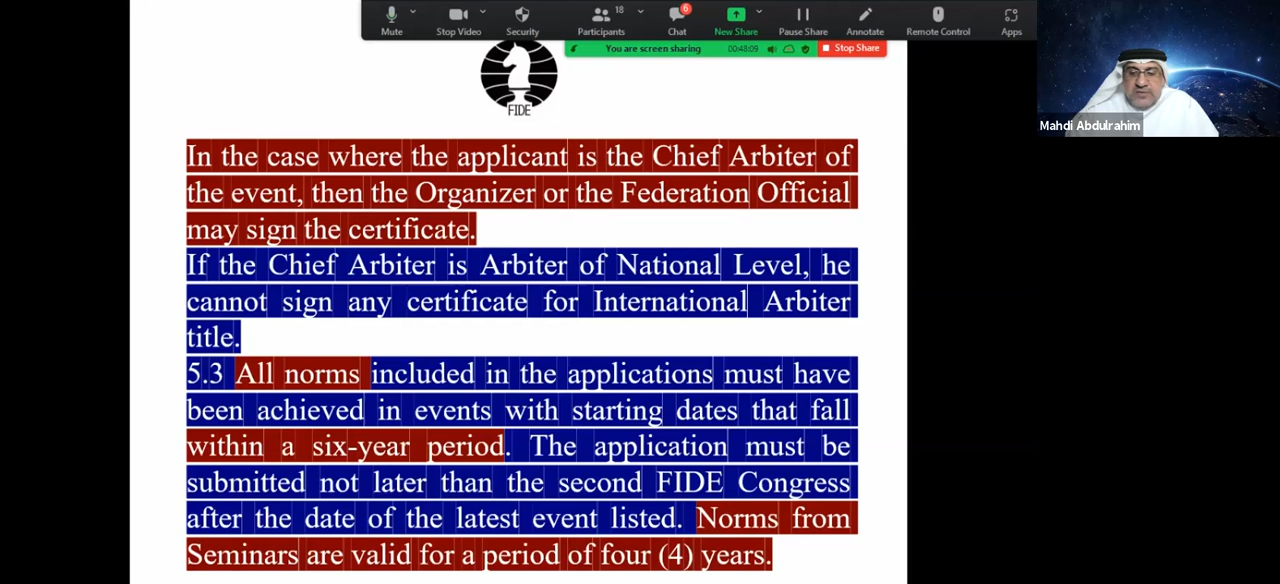 18
6
Mute
Stop Video
Security
Participants
Chat
New Share
Pause Share
Annotate
Remote Control
Apps
You are screen sharing
00:48:09
Stop Share
FIDE
Mahdi Abdulrahim
In the case where the applicant is the Chief Arbiter of
the event, then the Organizer or the Federation Official
may sign the certificate.
If the Chief Arbiter is Arbiter of National Level, he
cannot sign any certificate for International Arbiter
title.
5.3 All norms included in the applications must have
been achieved in events with starting dates that fall
within a six-year period. The application must be
submitted not later than the second FIDE Congress
after the date of the latest event listed. Norms from
Seminars are valid for a period of four (4) years.